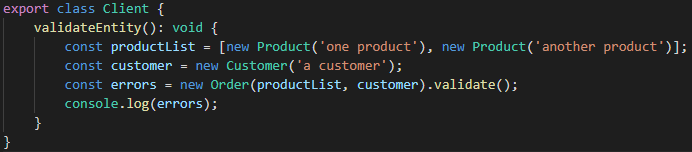 export class Client {
    validateEntity(): void {
        const productList = [new Product('one product'), new Product('another product')];
        const customer = new Customer('a customer');
        const errors = new Order(productList, customer).validate();
        console.log(errors);
    }
}